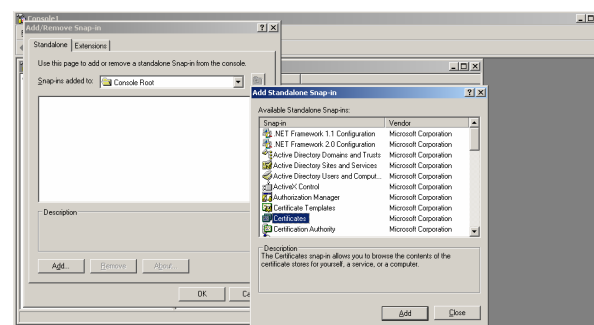 Console1
Add/Remove Snap-in
Standalone Extensions
Use this page to add or remove a standalone Snap-in from the console.
Snap-ins added to: Console Root
Description
Add... Remove About...
OK
Add Standalone Snap-in
Available Standalone Snap-ins:
Snap-in Vendor
.NET Framework 1.1 Configuration Microsoft Corporation
.NET Framework 2.0 Configuration Microsoft Corporation
Active Directory Domains and Trusts Microsoft Corporation
Active Directory Sites and Services Microsoft Corporation
Active Directory Users and Comput... Microsoft Corporation
ActiveX Control
Authorization Manager Microsoft Corporation
Certificate Templates Microsoft Corporation
Certificates Microsoft Corporation
Certification Authority Microsoft Corporation
Description
The Certificates snap-in allows you to browse the contents of the
certificate stores for yourself, a service, or a computer.
Add Close